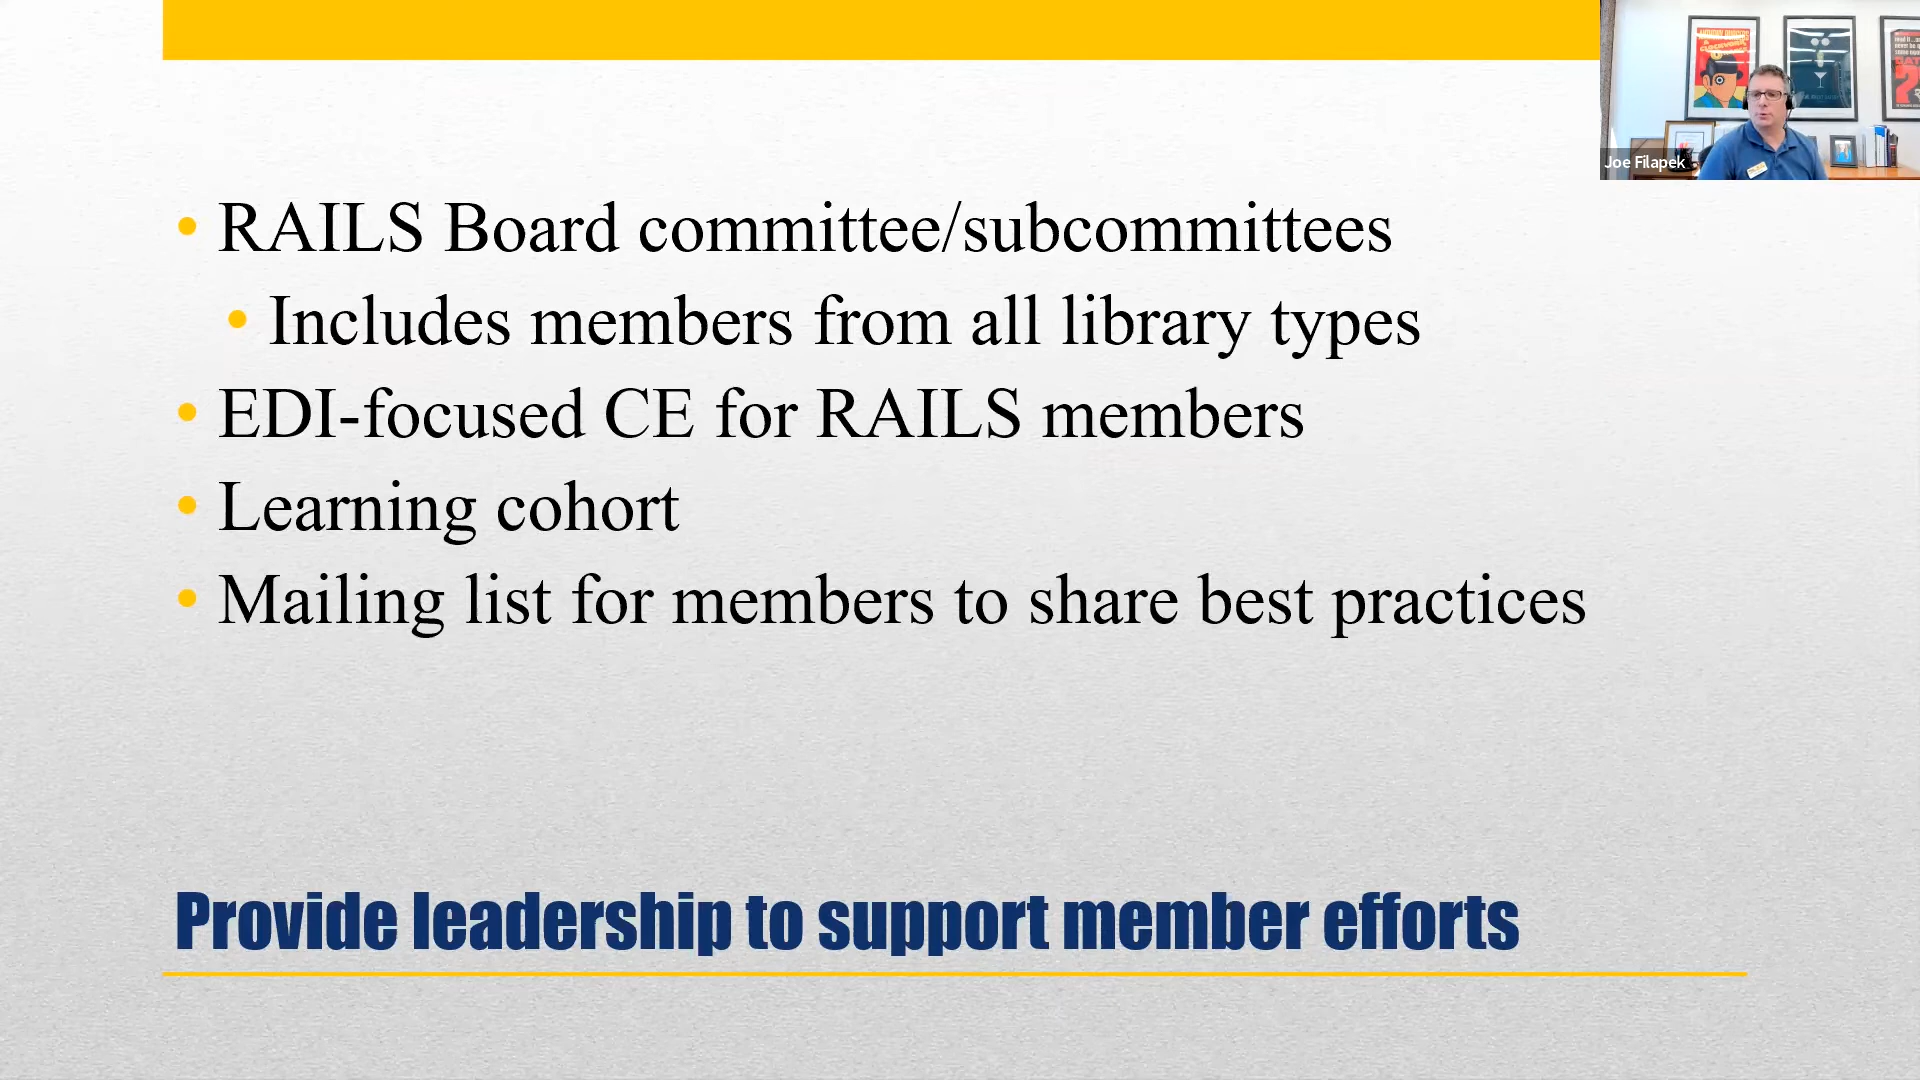 Joe Filapek
• RAILS Board committee/subcommittees
• Includes members from all library types
• EDI-focused CE for RAILS members
• Learning cohort
• Mailing list for members to share best practices
Provide leadership to support member efforts